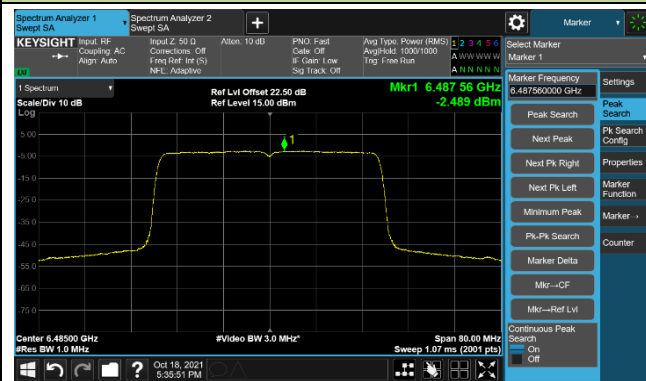 Spectrum Analyzer 1
Swept SA
Spectrum Analyzer 2
Swept SA
+
Marker
KEYSIGHT
Input: RF
Coupling: AC
Align: Auto
Input Z: 50 Ω
Corrections: Off
Freq Ref: Int (S)
NFE: Adaptive
Atten: 10 dB
PNO: Fast
Gate: Off
IF Gain: Low
Sig Track: Off
Avg Type: Power (RMS)
Avg|Hold: 1000/1000
Trig: Free Run
1 2 3 4 5 6
A W W W W W
A N N N N N
LXI
Select Marker
Marker 1
1 Spectrum
Scale/Div 10 dB
Log
Ref Lvl Offset 22.50 dB
Ref Level 15.00 dBm
Mkr1 6.487 56 GHz
-2.489 dBm
1
5.00
-5.00
-15.0
-25.0
-35.0
-45.0
-55.0
-65.0
-75.0
Center 6.48500 GHz
#Res BW 1.0 MHz
#Video BW 3.0 MHz*
Span 80.00 MHz
Sweep 1.07 ms (2001 pts)
Marker Frequency
6.487560000 GHz
Peak Search
Next Peak
Next Pk Right
Next Pk Left
Minimum Peak
Pk-Pk Search
Marker Delta
Mkr→CF
Mkr→Ref Lvl
Continuous Peak
Search
On
Off
Settings
Peak
Search
Pk Search
Config
Properties
Marker
Function
Marker→
Counter
?
Oct 18, 2021
5:35:51 PM